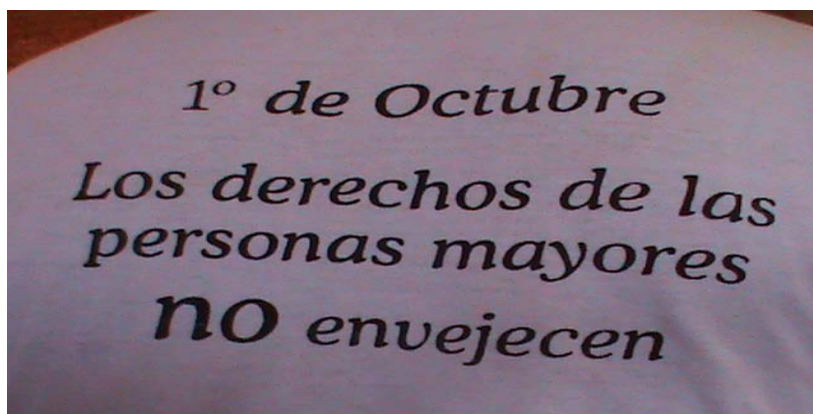 1º de Octubre
Los derechos de las
personas mayores
no envejecen